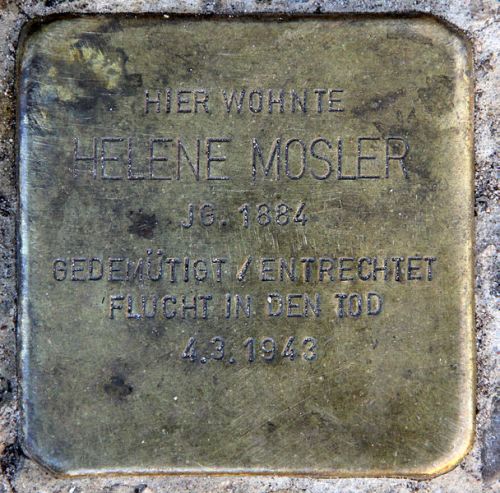 HIER WOHNTE
HELENE MOSLER
JG. 1884
GEDEMÜTIGT / ENTRECHTET
FLUCHT IN DEN TOD
4.3.1943